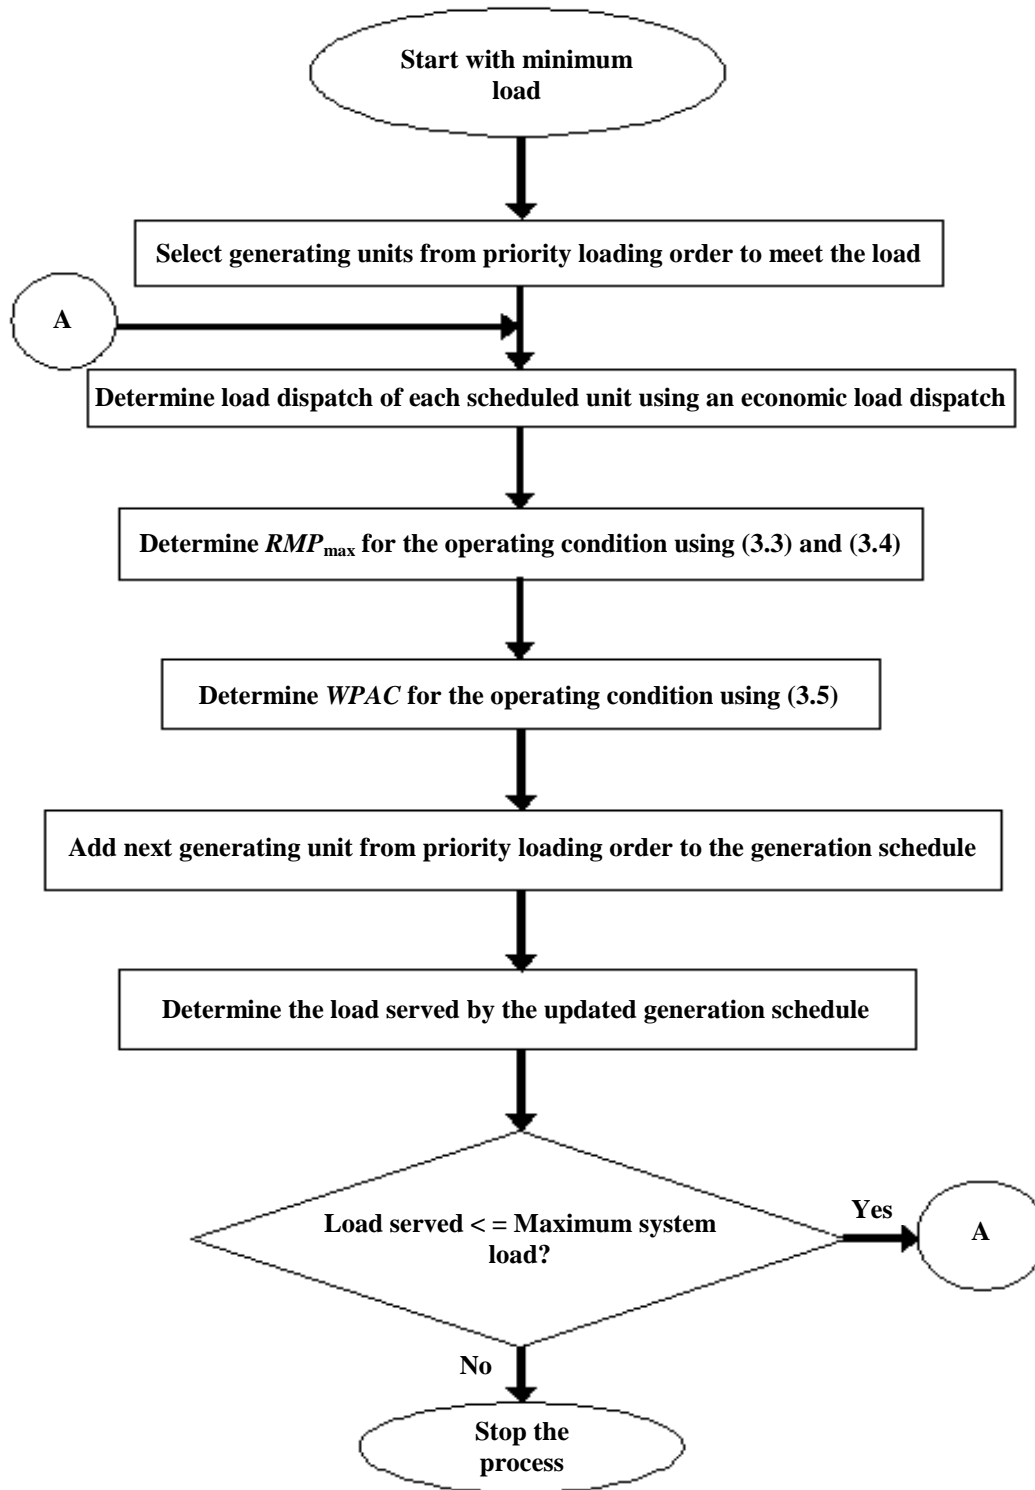 Start with minimum
load
Select generating units from priority loading order to meet the load
A
Determine load dispatch of each scheduled unit using an economic load dispatch
Determine RMPmax for the operating condition using (3.3) and (3.4)
Determine WPAC for the operating condition using (3.5)
Add next generating unit from priority loading order to the generation schedule
Determine the load served by the updated generation schedule
Load served < = Maximum system
load?
Yes
A
No
Stop the
process